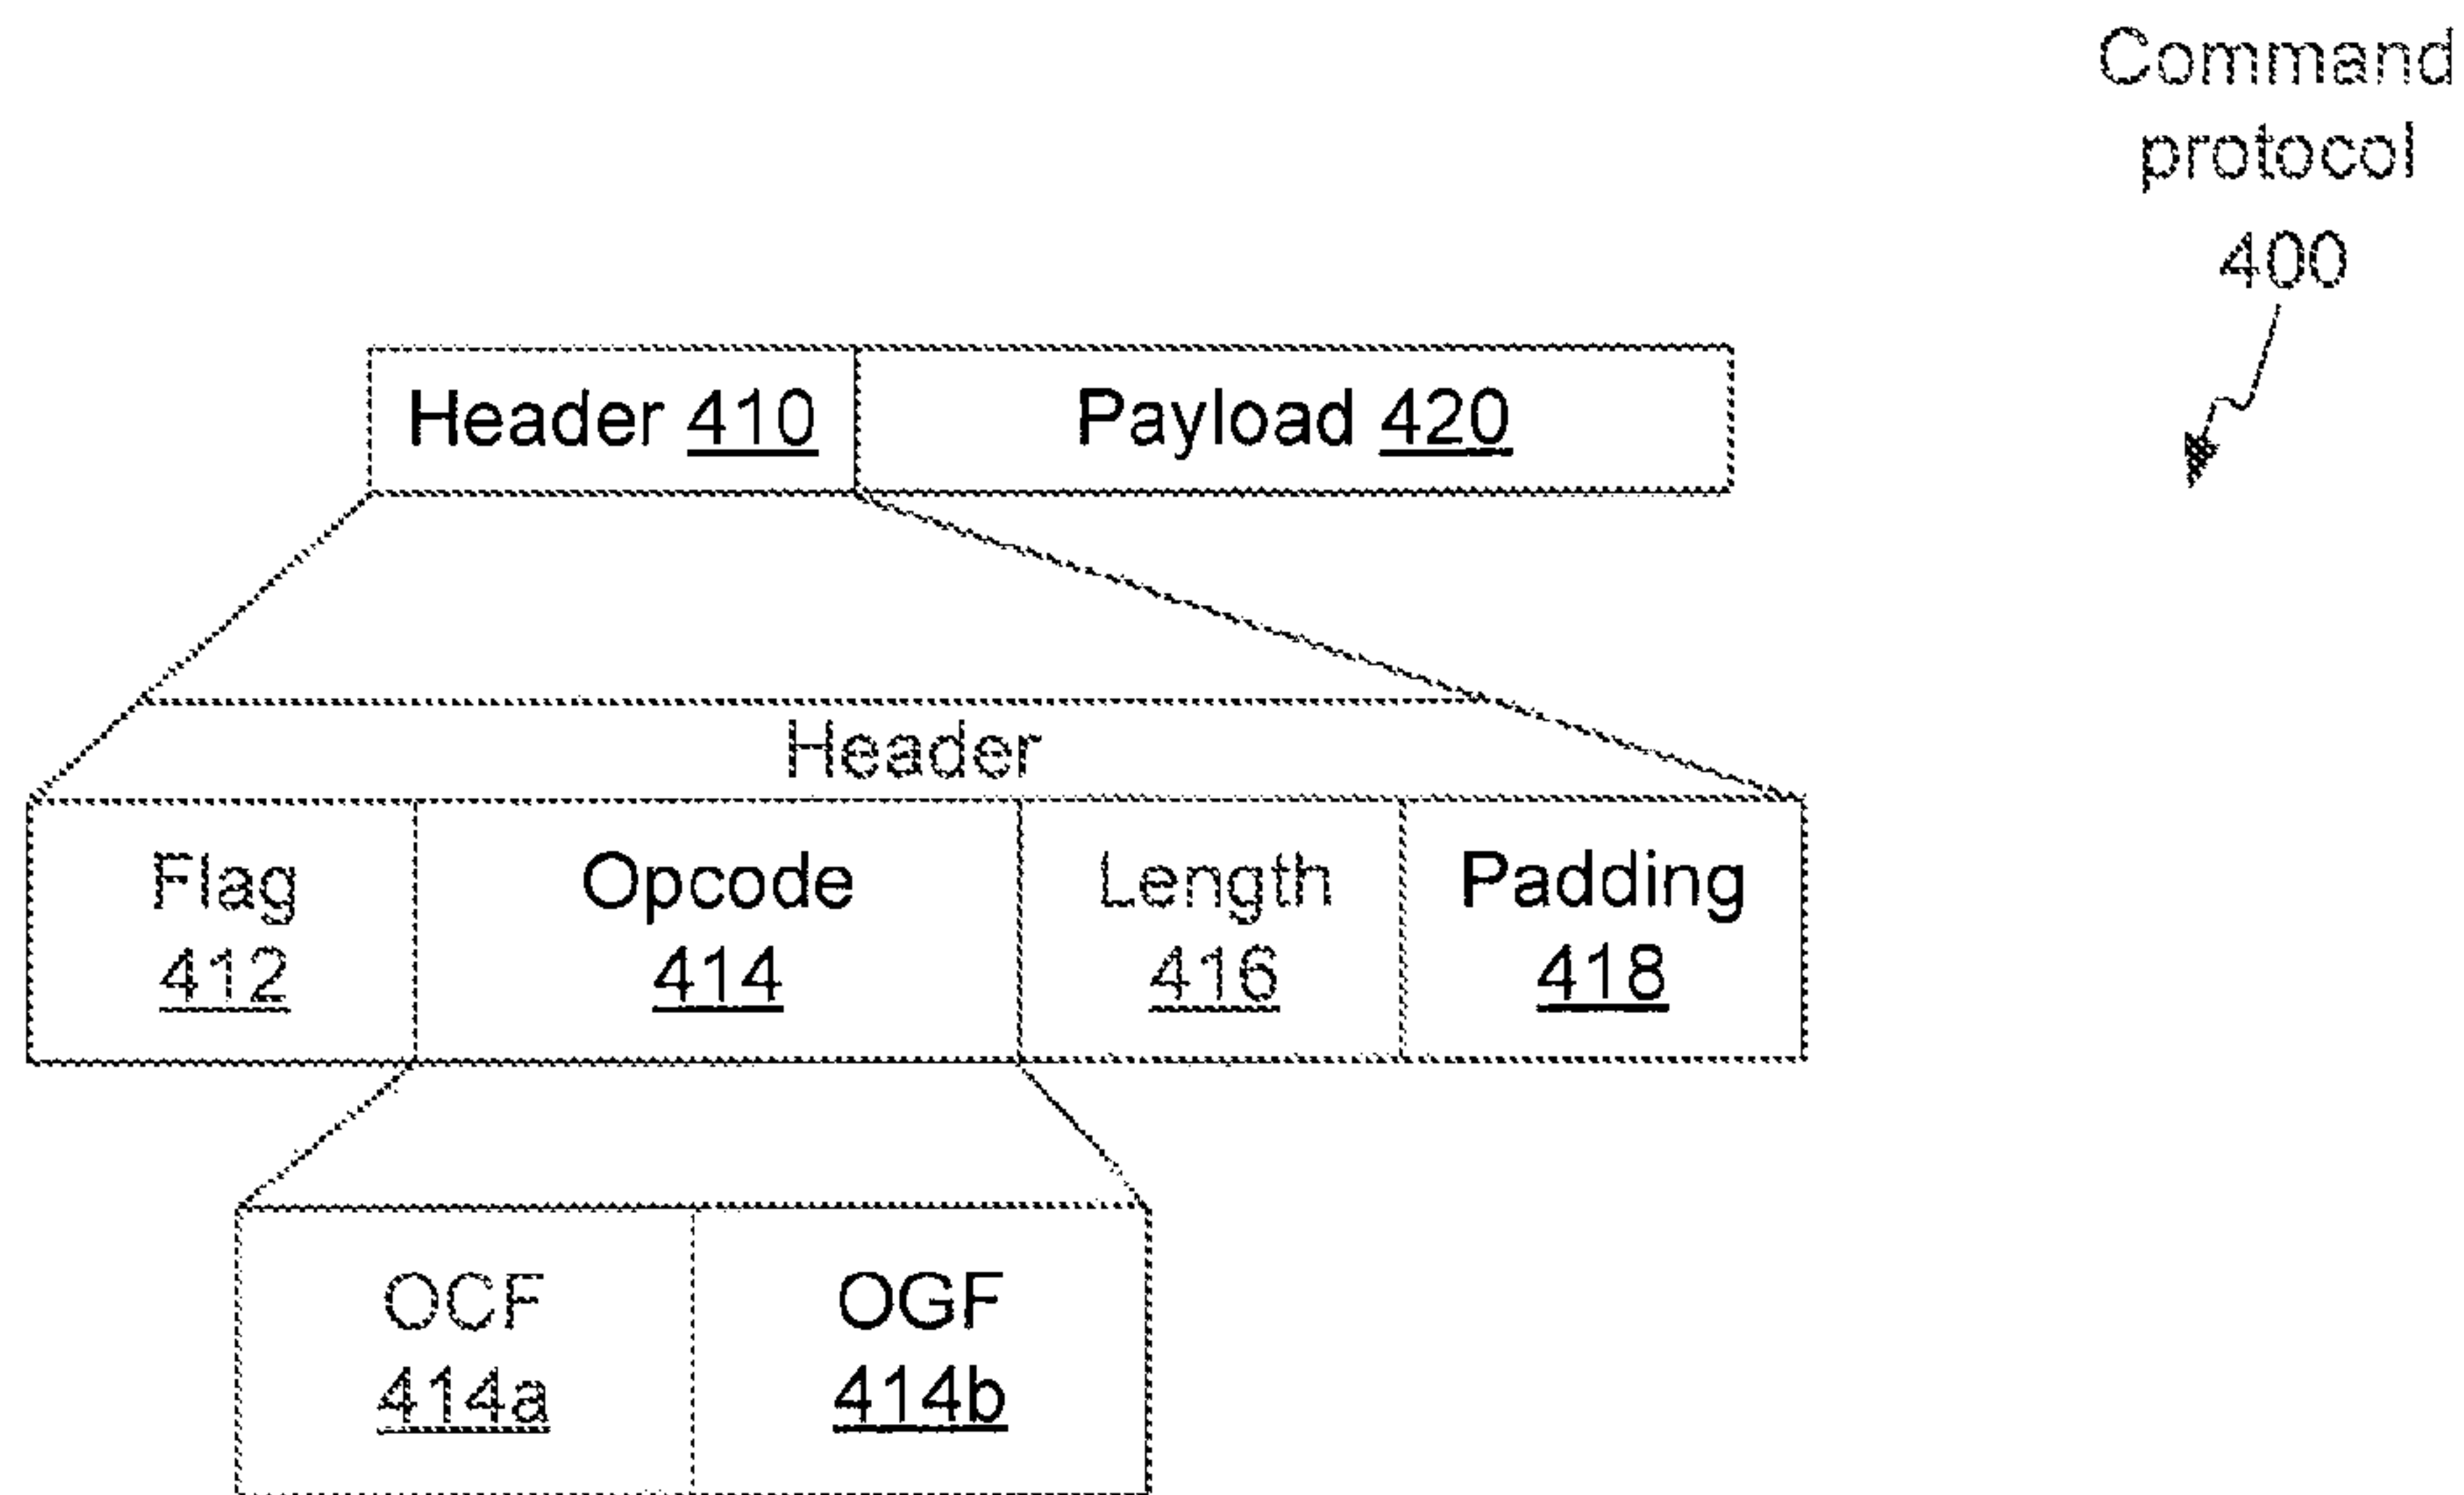 Command
protocol
400
Header 410
Payload 420
Header
Flag
412
Opcode
414
Length
416
Padding
418
OCF
414a
OGF
414b